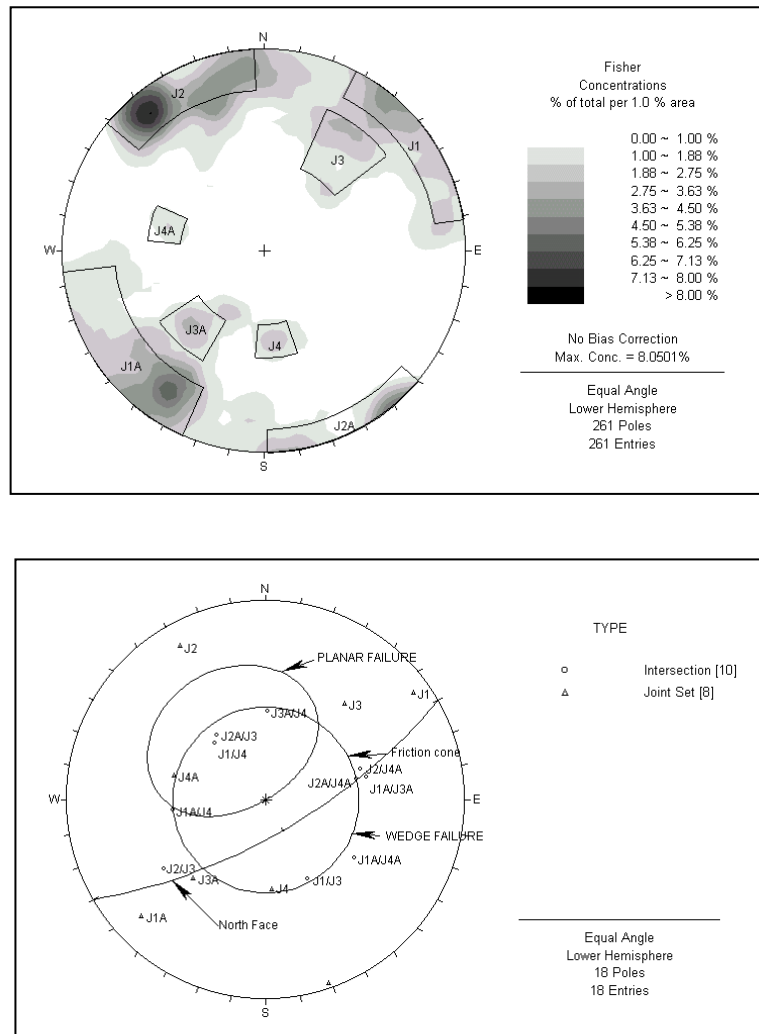 N
J2
J1
J3
J4A
W
E
J3A
J4
J1A
J2A
S
Fisher
Concentrations
% of total per 1.0 % area
0.00 ~ 1.00 %
1.00 ~ 1.88 %
1.88 ~ 2.75 %
2.75 ~ 3.63 %
3.63 ~ 4.50 %
4.50 ~ 5.38 %
5.38 ~ 6.25 %
6.25 ~ 7.13 %
7.13 ~ 8.00 %
> 8.00 %
No Bias Correction
Max. Conc. = 8.0501%
Equal Angle
Lower Hemisphere
261 Poles
261 Entries
N
J2
PLANAR FAILURE
J1
J3
J3A/J4
J2A/J3
J1/J4
Friction cone
J4A
J2/J4A
J2A/J4A
J1A/J3A
W
E
J1A/J4
WEDGE FAILURE
J1A/J4A
J2/J3
J3A
J4
J1/J3
J1A
North Face
S
TYPE
Intersection [10]
Joint Set [8]
Equal Angle
Lower Hemisphere
18 Poles
18 Entries